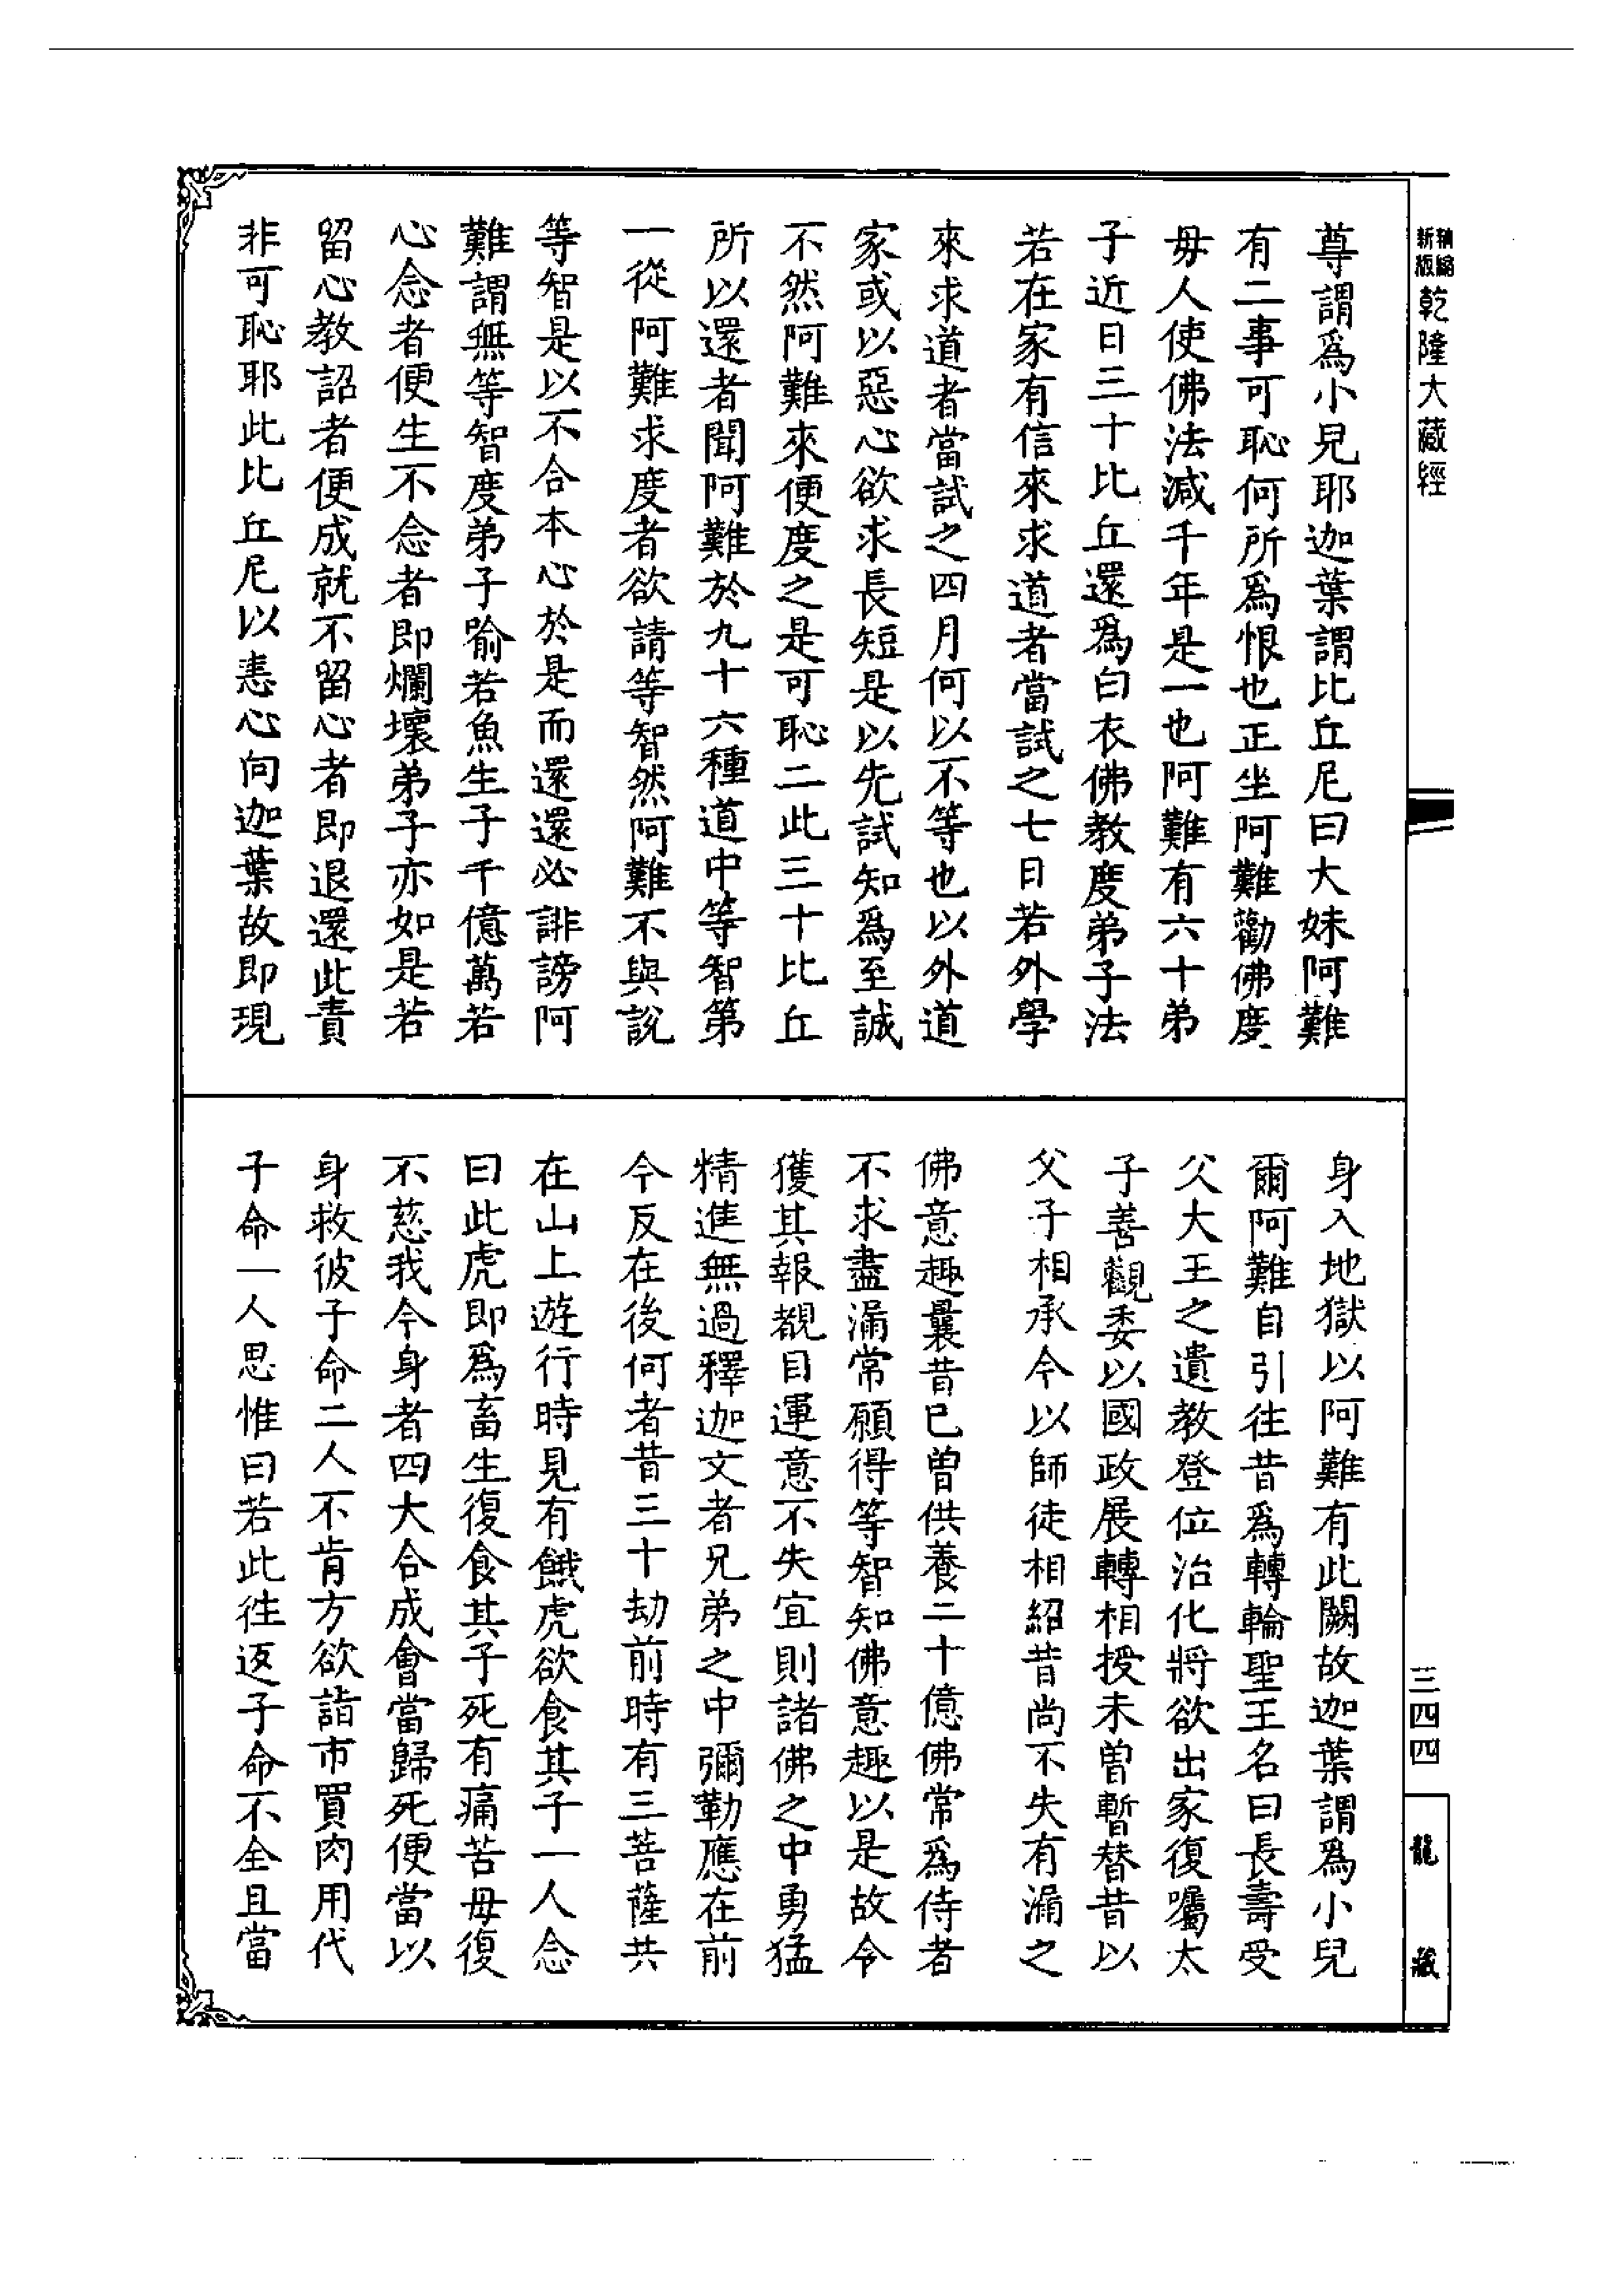 新版精縮乾隆大藏經
尊謂爲小兒耶迦葉謂比丘尼曰大妹阿難
有二事可恥何所爲恨也正坐阿難勸佛度
毋人使佛法減千年是一也阿難有六十弟
子近日三十比丘還爲白衣佛教度弟子法
若在家有信來求道者當試之七日若外學
來求道者當試之四月何以不等也以外道
家或以惡心欲求長短是以先試知爲至誠
不然阿難來便度之是可恥二此三十比丘
所以還者聞阿難於九十六種道中等智第
一從阿難求度者欲請等智然阿難不與說
等智是以不合本心於是而還還必誹謗阿
難謂無等智度弟子喻若魚生子千億萬若
心念者便生不念者即爛壞弟子亦如是若
留心教詔者便成就不留心者即退還此責
非可恥耶此比丘尼以恚心向迦葉故即現
身入地獄以阿難有此闕故迦葉謂爲小兒
爾阿難自引往昔爲轉輪聖王名曰長壽受
父大王之遺教登位治化將欲出家復囑太
子善觀委以國政展轉相授未曾暫替昔以
父子相承今以師徒相紹昔尚不失有漏之
佛意趣曩昔已曾供養二十億佛常爲侍者
不求盡漏常願得等智知佛意趣以是故今
獲其報覩目運意不失宜則諸佛之中勇猛
精進無過釋迦文者兄弟之中彌勒應在前
今反在後何者昔三十劫前時有三菩薩共
在山上遊行時見有餓虎欲食其子一人念
曰此虎即爲畜生復食其子死有痛苦毋復
不慈我今身者四大合成會當歸死便當以
身救彼子命二人不肯方欲詣市買肉用代
子命一人思惟曰若此往返子命不全且當
三四四
龍藏